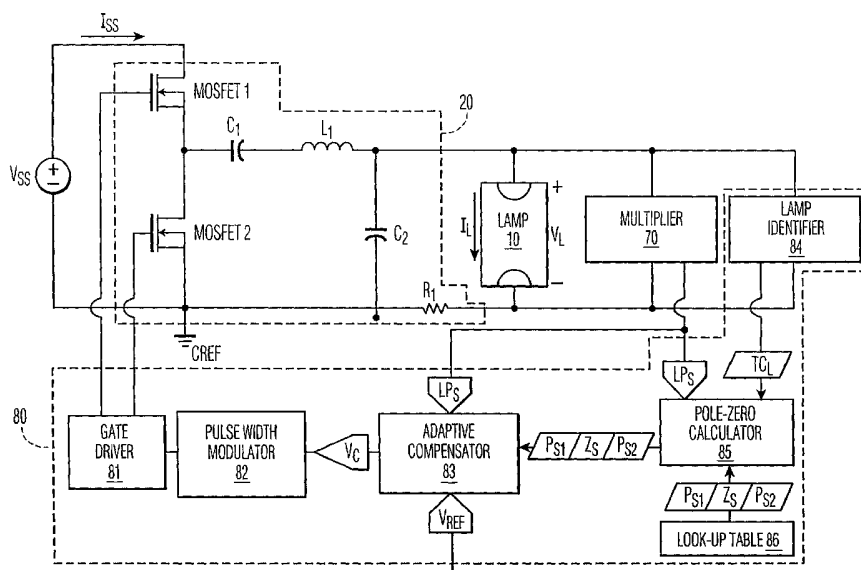 I_SS
MOSFET 1
20
C1
L1
V_SS
+
−
LAMP
10
I_L
+
V_L
−
MULTIPLIER
70
LAMP
IDENTIFIER
84
MOSFET 2
C2
R1
CREF
LP_S
LP_S
TC_L
80
GATE
DRIVER
81
PULSE WIDTH
MODULATOR
82
V_C
ADAPTIVE
COMPENSATOR
83
P_S1 / Z_S / P_S2
POLE-ZERO
CALCULATOR
85
V_REF
P_S1 / Z_S / P_S2
LOOK-UP TABLE 86